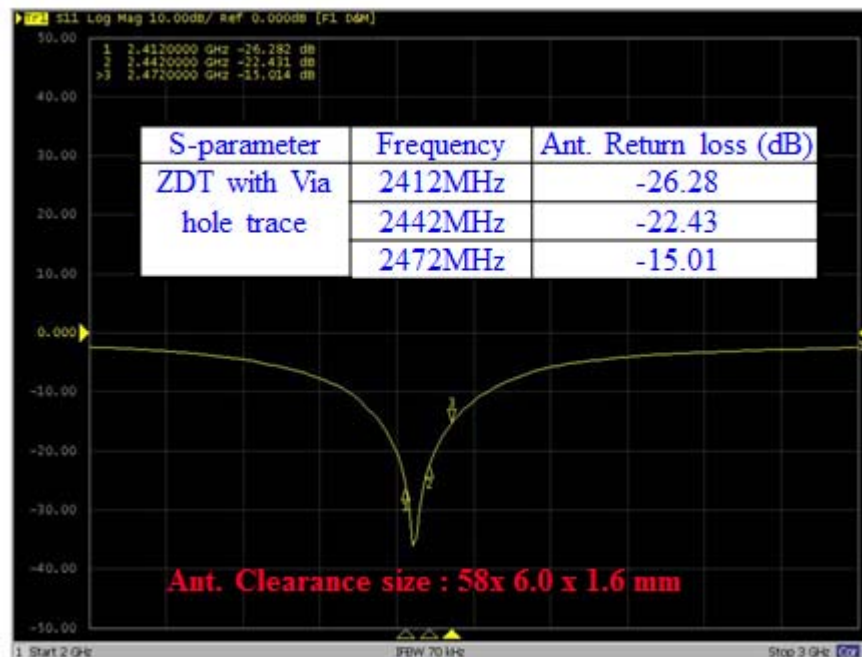 Tr1 S11 Log Mag 10.00dB/ Ref 0.000dB [F1 D&M]
50.00
1 2.4120000 GHz -26.282 dB
2 2.4420000 GHz -22.431 dB
>3 2.4720000 GHz -15.014 dB
40.00
S-parameter Frequency Ant. Return loss (dB)
30.00
ZDT with Via hole trace 2412MHz -26.28
20.00
2442MHz -22.43
2472MHz -15.01
10.00
0.000
-10.00
3
-20.00
2
1
-30.00
-40.00
Ant. Clearance size : 58x 6.0 x 1.6 mm
-50.00
1 Start 2 GHz IFBW 70 kHz Stop 3 GHz Cor